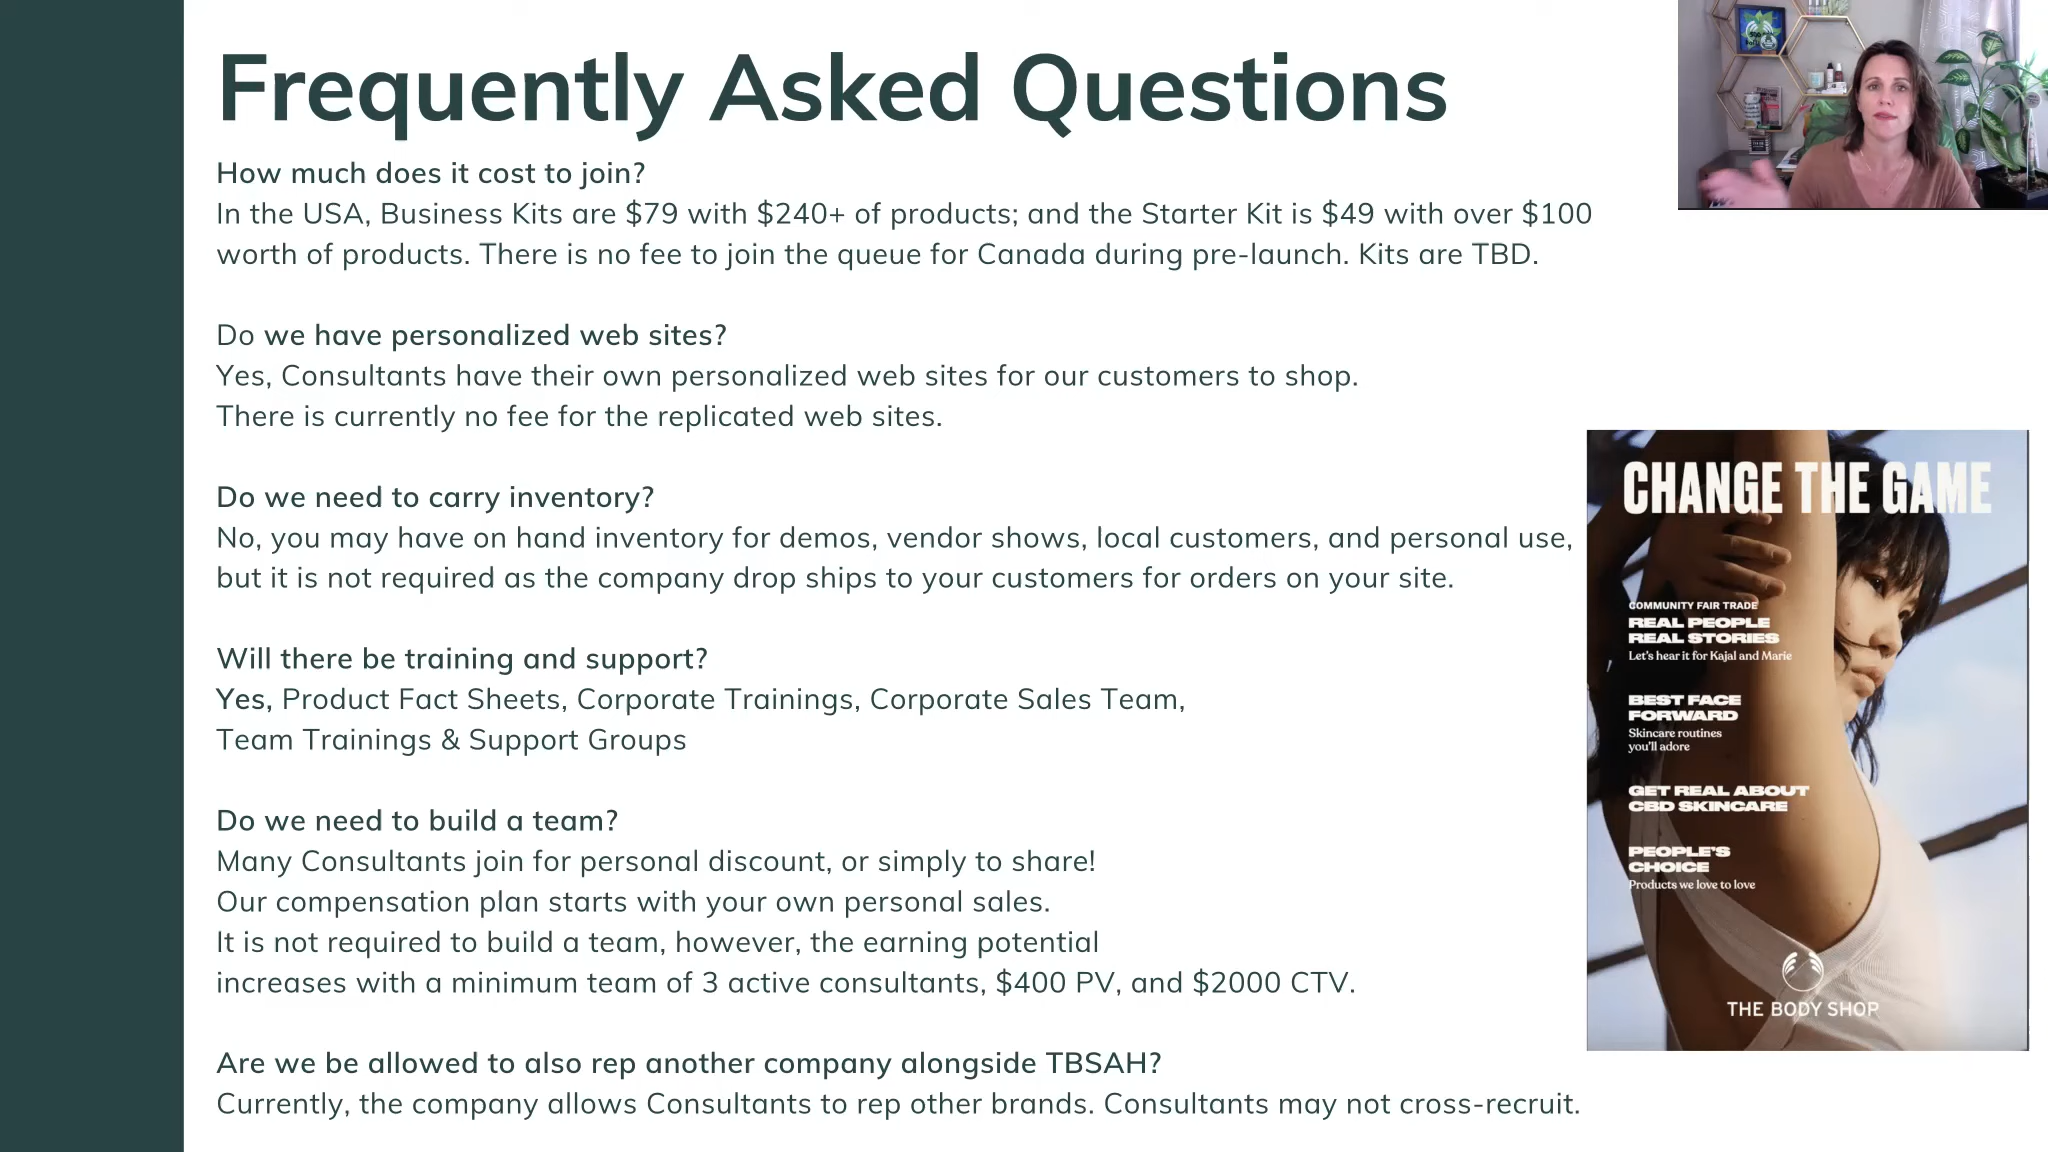 Frequently Asked Questions
How much does it cost to join?
In the USA, Business Kits are $79 with $240+ of products; and the Starter Kit is $49 with over $100
worth of products. There is no fee to join the queue for Canada during pre-launch. Kits are TBD.
Do we have personalized web sites?
Yes, Consultants have their own personalized web sites for our customers to shop.
There is currently no fee for the replicated web sites.
Do we need to carry inventory?
No, you may have on hand inventory for demos, vendor shows, local customers, and personal use,
but it is not required as the company drop ships to your customers for orders on your site.
Will there be training and support?
Yes, Product Fact Sheets, Corporate Trainings, Corporate Sales Team,
Team Trainings & Support Groups
Do we need to build a team?
Many Consultants join for personal discount, or simply to share!
Our compensation plan starts with your own personal sales.
It is not required to build a team, however, the earning potential
increases with a minimum team of 3 active consultants, $400 PV, and $2000 CTV.
Are we be allowed to also rep another company alongside TBSAH?
Currently, the company allows Consultants to rep other brands. Consultants may not cross-recruit.
CHANGE THE GAME
COMMUNITY FAIR TRADE
REAL PEOPLE
REAL STORIES
Let's hear it for Kajal and Marie
BEST FACE
FORWARD
Skincare routines
you'll adore
GET REAL ABOUT
CBD SKINCARE
PEOPLE'S
CHOICE
Products we love to love
THE BODY SHOP